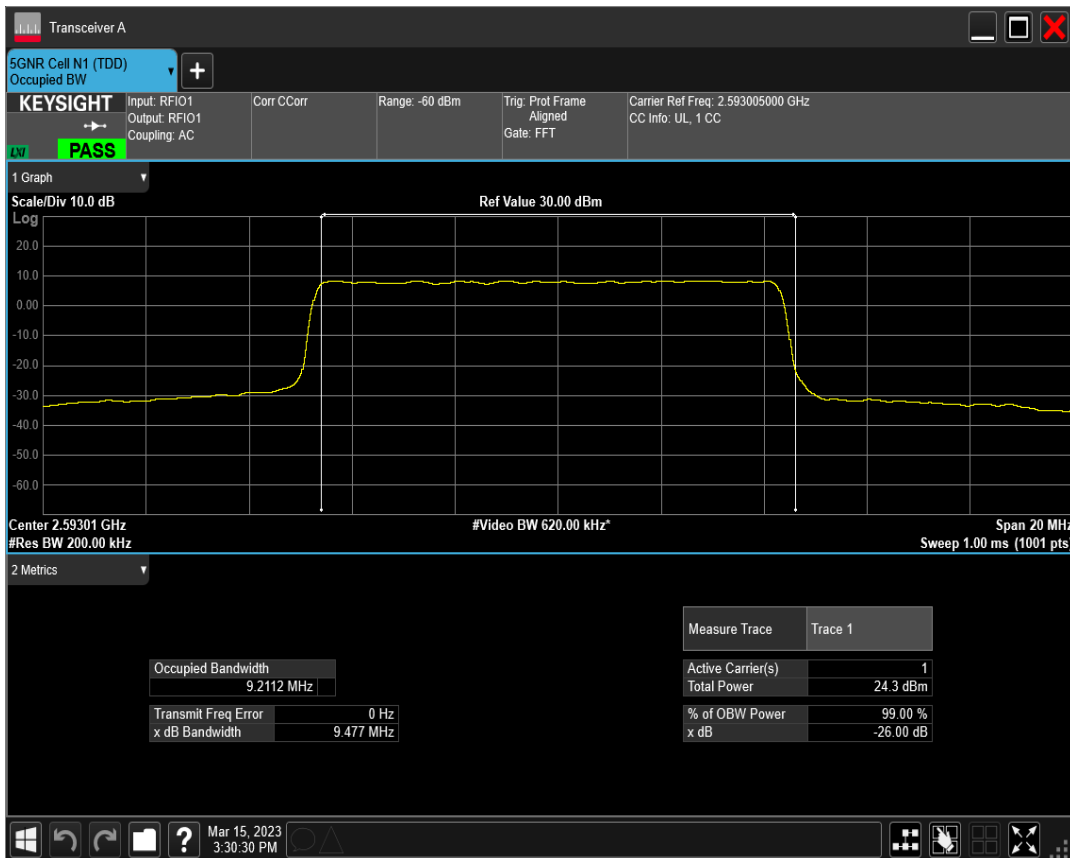 Transceiver A
5GNR Cell N1 (TDD)
Occupied BW
+
KEYSIGHT
LXI
PASS
Input: RFIO1
Output: RFIO1
Coupling: AC
Corr CCorr
Range: -60 dBm
Trig: Prot Frame
Aligned
Gate: FFT
Carrier Ref Freq: 2.593005000 GHz
CC Info: UL, 1 CC
1 Graph
Scale/Div 10.0 dB
Ref Value 30.00 dBm
Log
20.0
10.0
0.00
-10.0
-20.0
-30.0
-40.0
-50.0
-60.0
Center 2.59301 GHz
#Video BW 620.00 kHz*
Span 20 MHz
#Res BW 200.00 kHz
Sweep 1.00 ms (1001 pts)
2 Metrics
Measure Trace Trace 1
Occupied Bandwidth
9.2112 MHz
Active Carrier(s) 1
Total Power 24.3 dBm
Transmit Freq Error 0 Hz
x dB Bandwidth 9.477 MHz
% of OBW Power 99.00 %
x dB -26.00 dB
?
Mar 15, 2023
3:30:30 PM